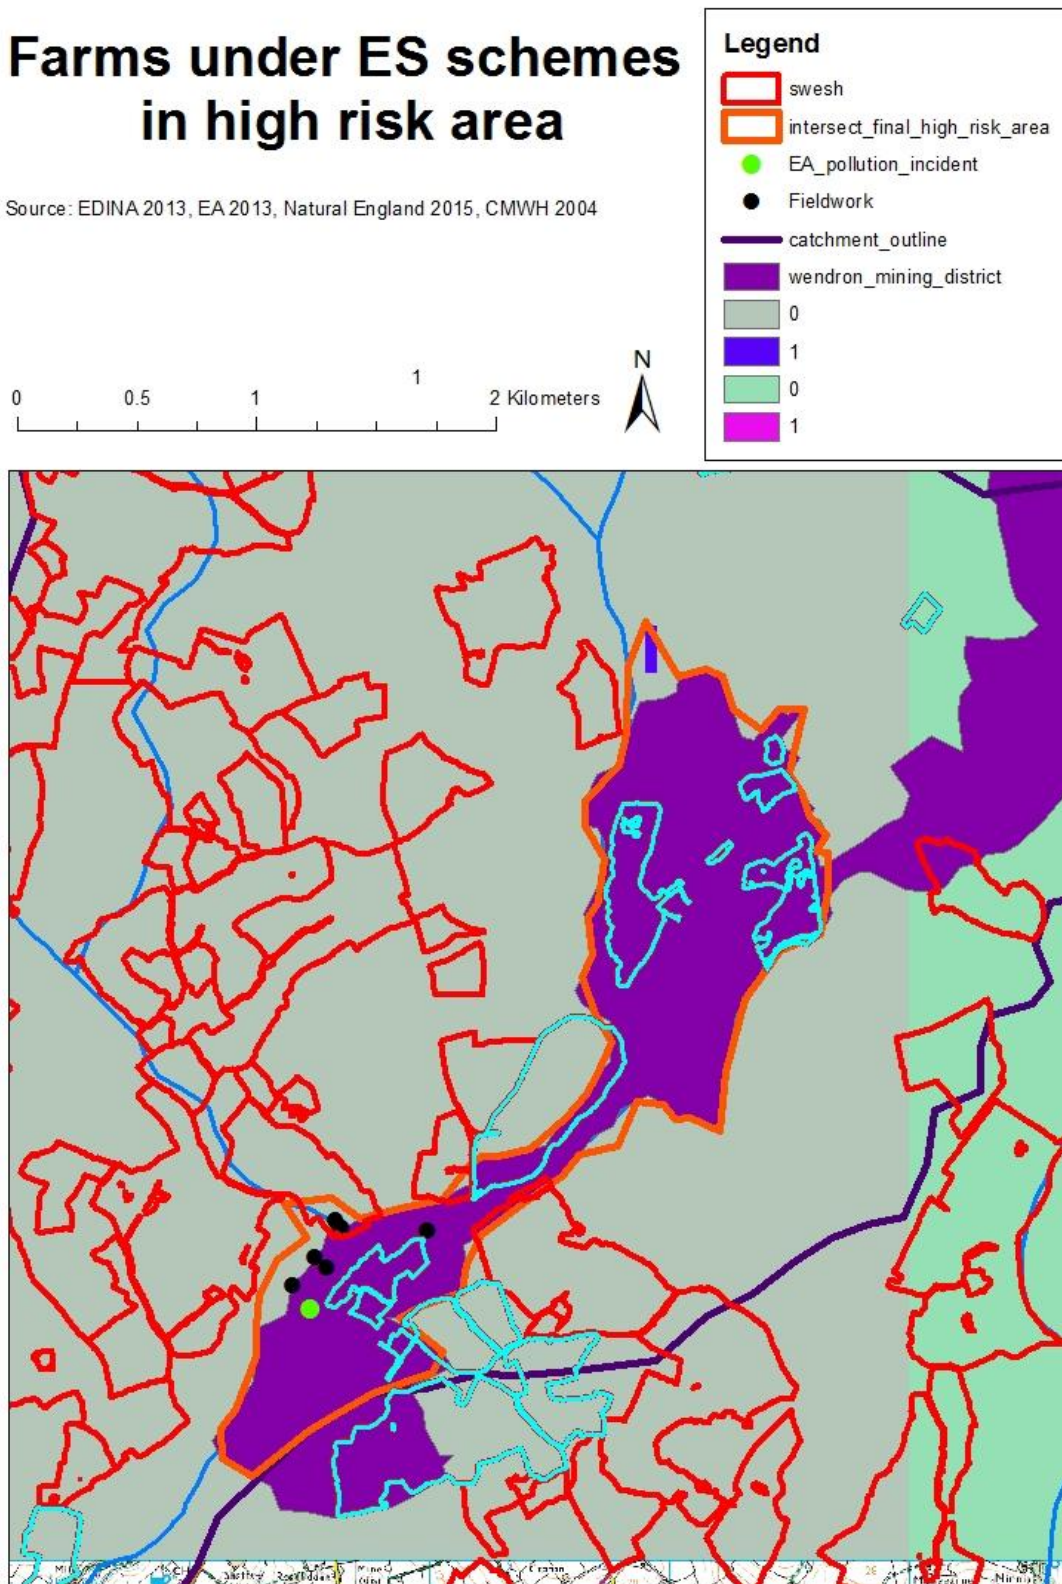 Farms under ES schemes
in high risk area
Source: EDINA 2013, EA 2013, Natural England 2015, CMWH 2004
Legend
swesh
intersect_final_high_risk_area
EA_pollution_incident
Fieldwork
catchment_outline
wendron_mining_district
0
1
0
1
1
0 0.5 1 2 Kilometers
N